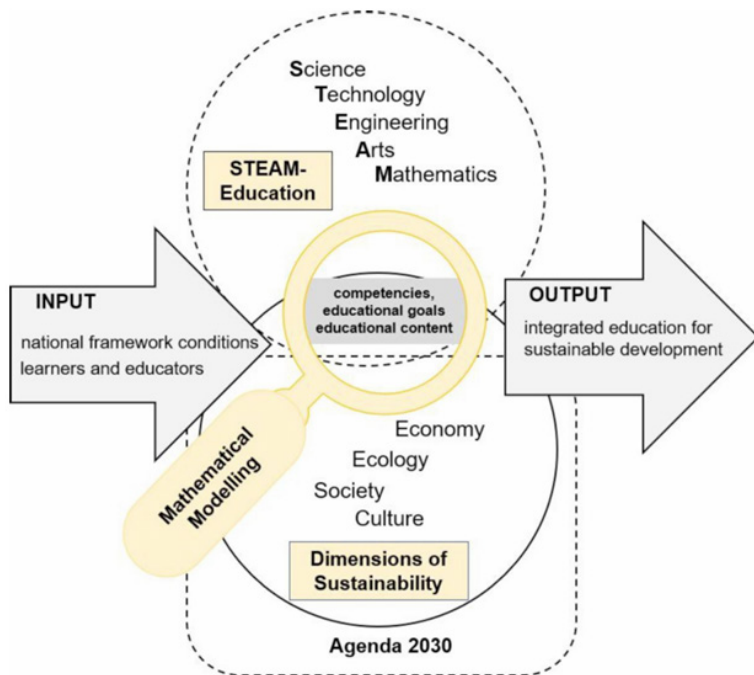 Science
Technology
Engineering
Arts
Mathematics
STEAM-
Education
INPUT
national framework conditions
learners and educators
competencies,
educational goals
educational content
OUTPUT
integrated education for
sustainable development
Mathematical
Modelling
Economy
Ecology
Society
Culture
Dimensions of
Sustainability
Agenda 2030